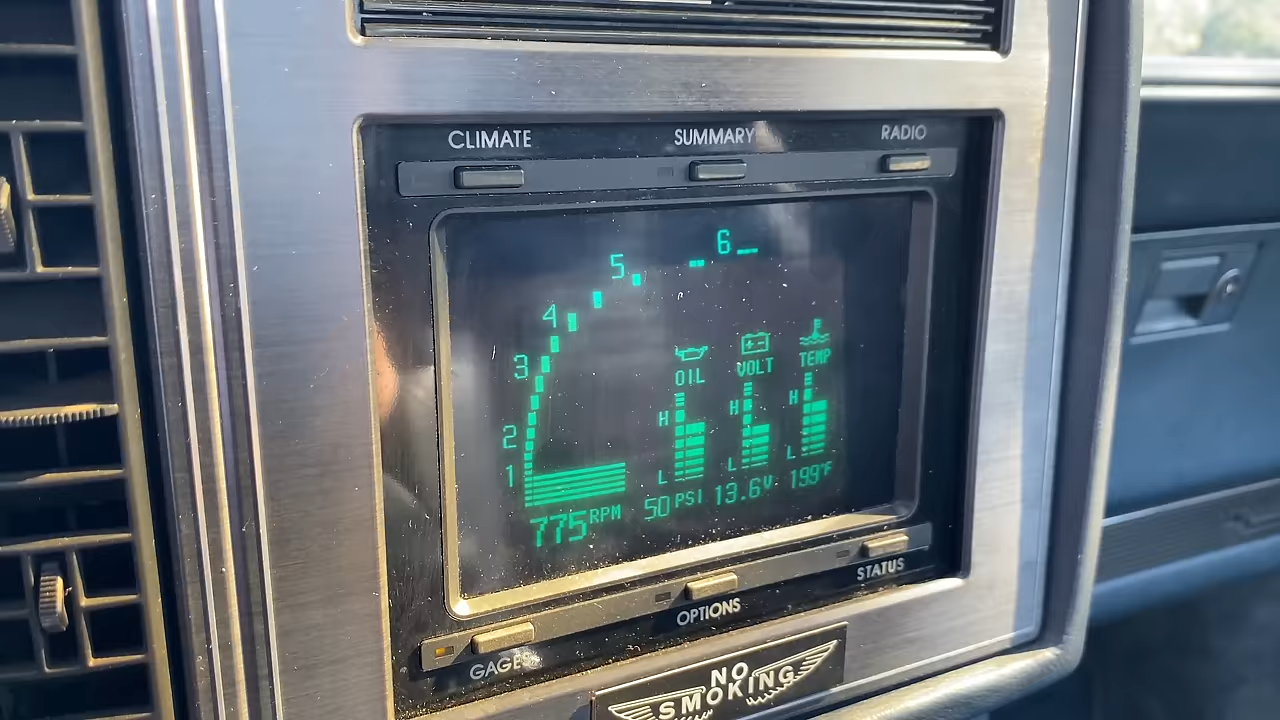 CLIMATE SUMMARY RADIO
6
5
4
3
2
1
OIL VOLT TEMP
H H H
L L L
775 RPM 50 PSI 13.6V 199°F
GAGES OPTIONS STATUS
NO
SMOKING